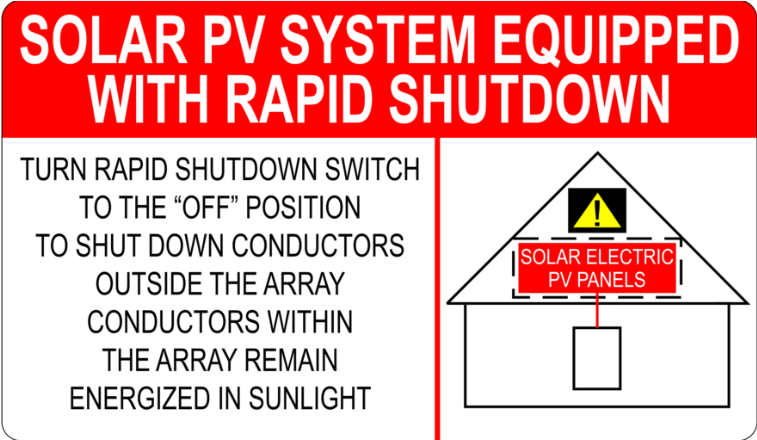 SOLAR PV SYSTEM EQUIPPED
WITH RAPID SHUTDOWN
TURN RAPID SHUTDOWN SWITCH
TO THE “OFF” POSITION
TO SHUT DOWN CONDUCTORS
OUTSIDE THE ARRAY
CONDUCTORS WITHIN
THE ARRAY REMAIN
ENERGIZED IN SUNLIGHT
!
SOLAR ELECTRIC
PV PANELS